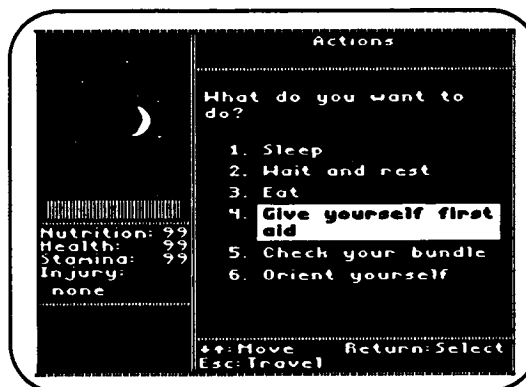 Actions
What do you want to
do?
1. Sleep
2. Wait and rest
3. Eat
4. Give yourself first
aid
5. Check your bundle
6. Orient yourself
Nutrition: 99
Health: 99
Stamina: 99
Injury:
none
↓↑:Move Return:Select
Esc:Travel